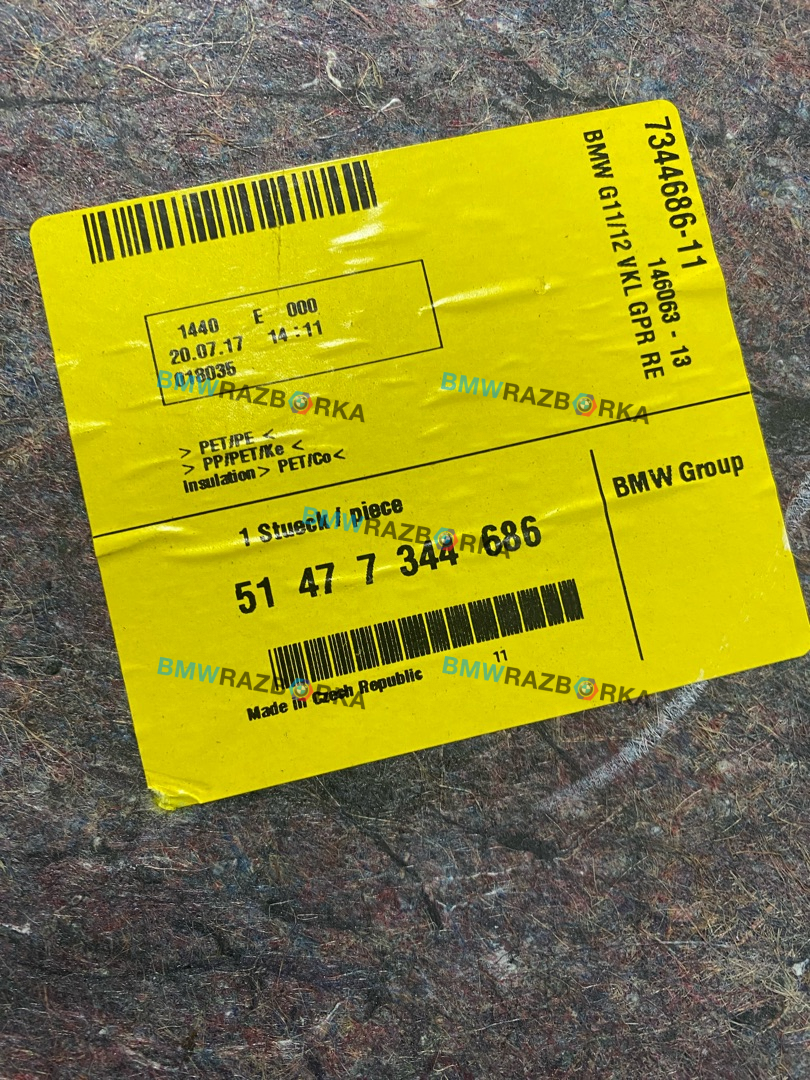 7344686-11
146063 - 13
BMW G11/12 VKL GPR RE
1440 E 000
20.07.17 14:11
018035
> PET/PE <
> PP/PET/Ke <
Insulation > PET/Co <
1 Stueck / piece
51 47 7 344 686
11
Made in Czech Republic
BMW Group
BMWRAZBORKA
BMWRAZBORKA
BMWRAZBORKA
BMWRAZBORKA
BMWRAZBORKA